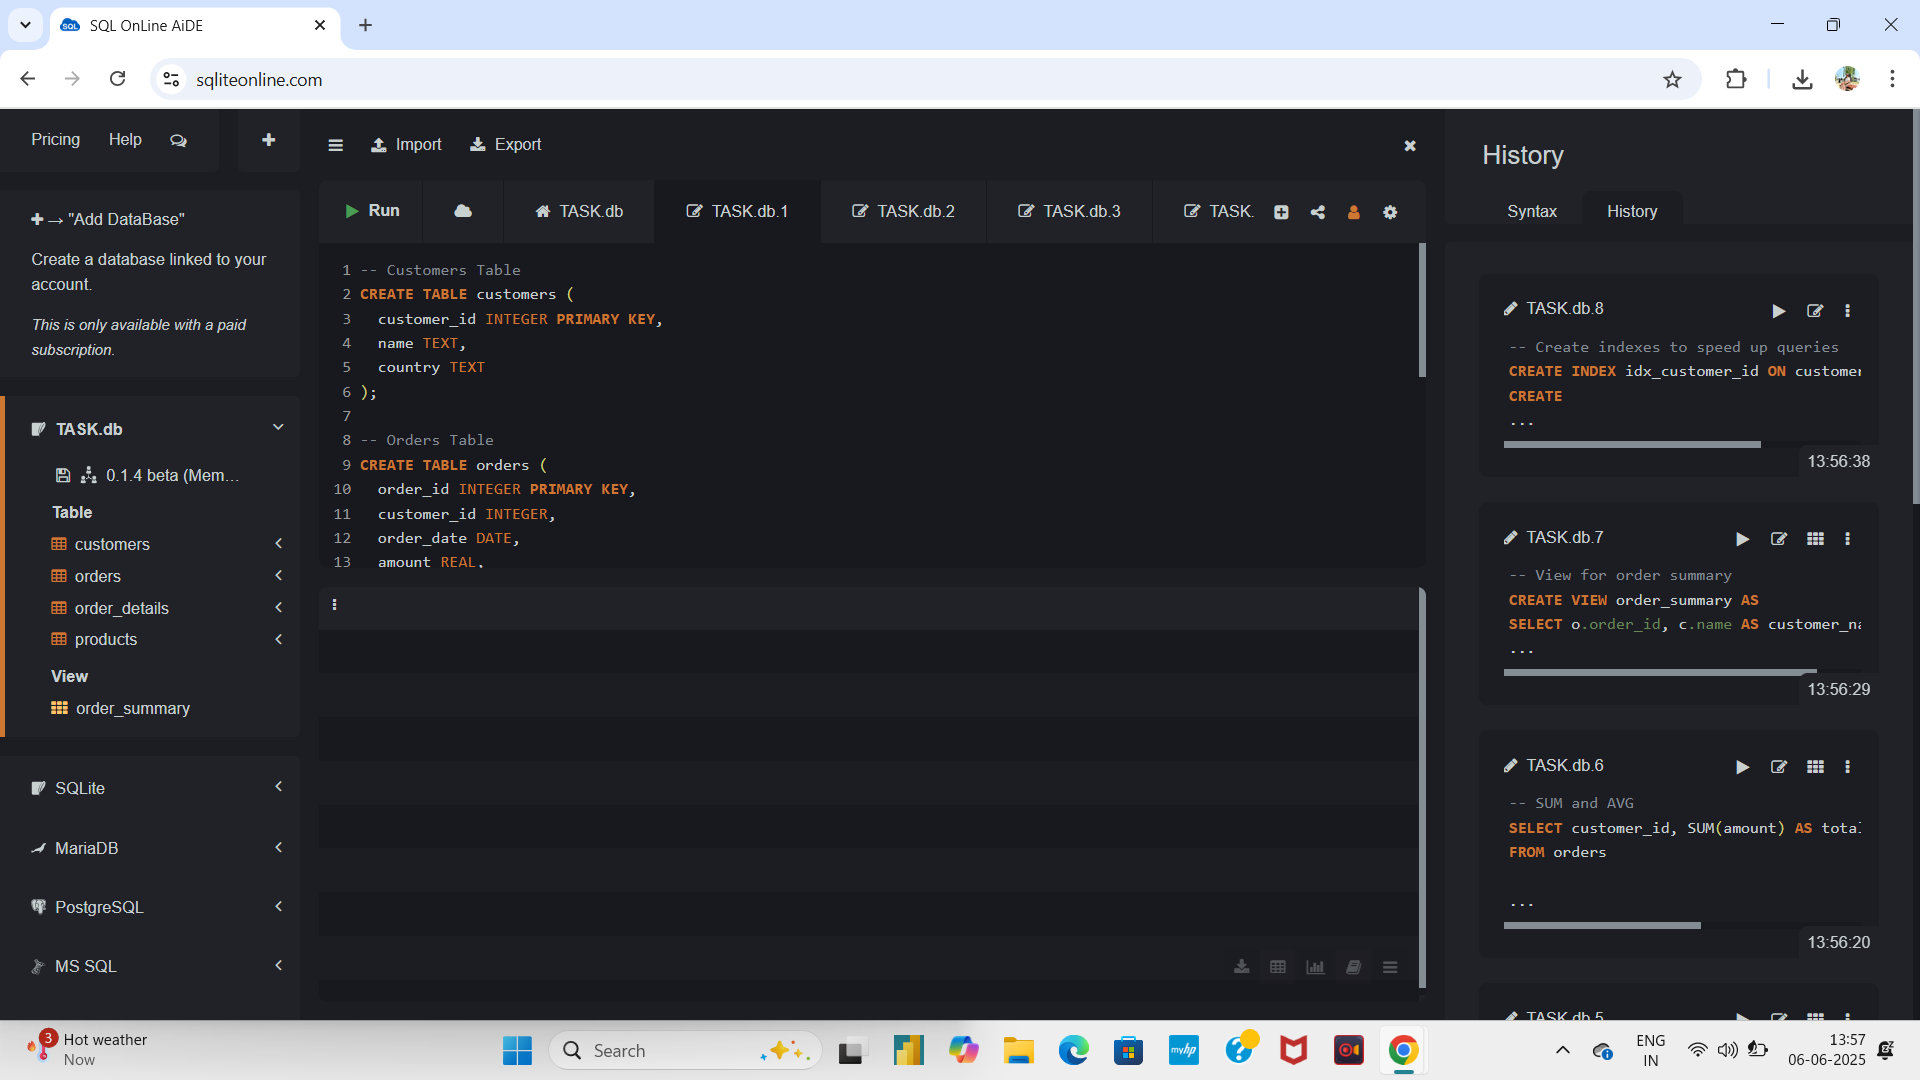 SQL OnLine AiDE
sqliteonline.com
Pricing Help
Import Export
"Add DataBase"
Create a database linked to your
account.
This is only available with a paid
subscription.
TASK.db
0.1.4 beta (Mem...
Table
customers
orders
order_details
products
View
order_summary
SQLite
MariaDB
PostgreSQL
MS SQL
Run TASK.db TASK.db.1 TASK.db.2 TASK.db.3 TASK.
1 -- Customers Table
2 CREATE TABLE customers (
3 customer_id INTEGER PRIMARY KEY,
4 name TEXT,
5 country TEXT
6 );
7
8 -- Orders Table
9 CREATE TABLE orders (
10 order_id INTEGER PRIMARY KEY,
11 customer_id INTEGER,
12 order_date DATE,
13 amount REAL,
History
Syntax History
TASK.db.8
-- Create indexes to speed up queries
CREATE INDEX idx_customer_id ON customer
CREATE
...
13:56:38
TASK.db.7
-- View for order summary
CREATE VIEW order_summary AS
SELECT o.order_id, c.name AS customer_na
...
13:56:29
TASK.db.6
-- SUM and AVG
SELECT customer_id, SUM(amount) AS total
FROM orders
...
13:56:20
TASK.db.5
3 Hot weather
Now
Search
myhp
ENG
IN
13:57
06-06-2025